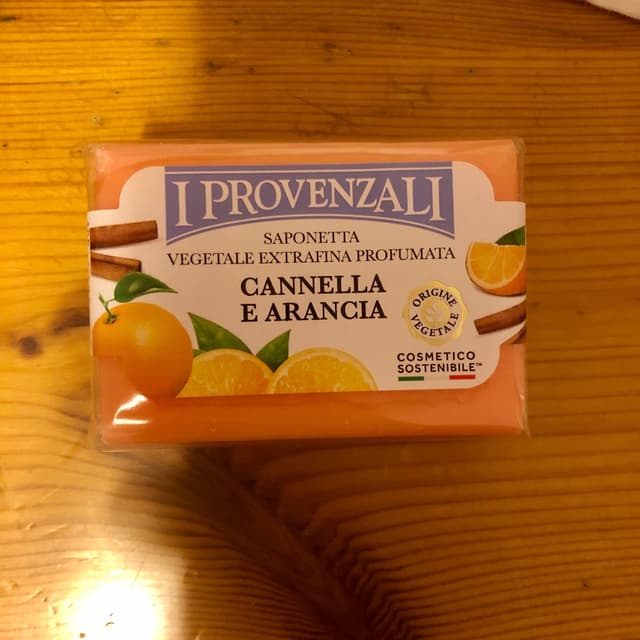 I PROVENZALI
SAPONETTA
VEGETALE EXTRAFINA PROFUMATA
CANNELLA
E ARANCIA
ORIGINE
VEGETALE
COSMETICO
SOSTENIBILE™